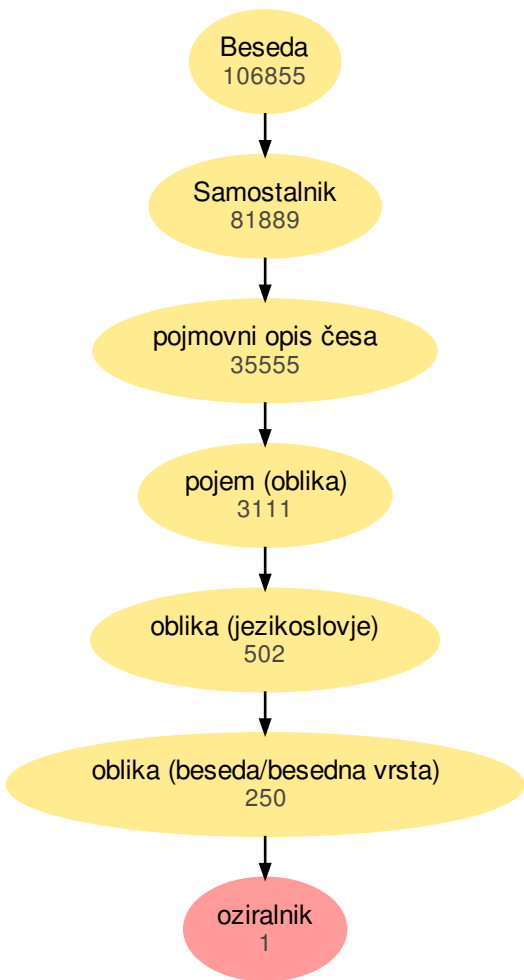 Beseda
106855
Samostalnik
81889
pojmovni opis česa
35555
pojem (oblika)
3111
oblika (jezikoslovje)
502
oblika (beseda/besedna vrsta)
250
oziralnik
1